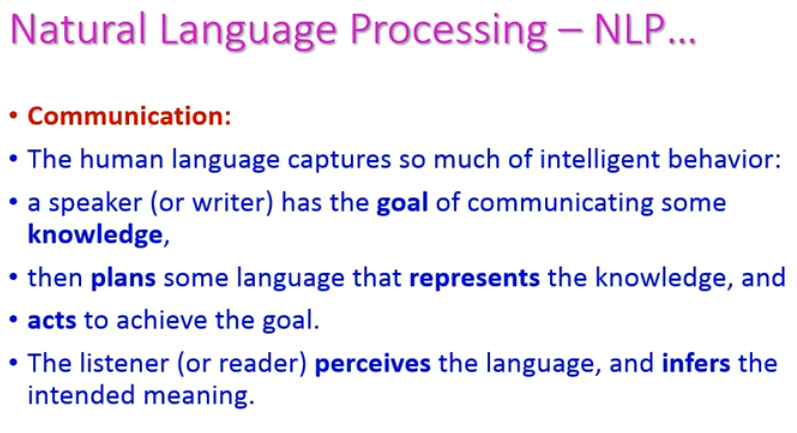 Natural Language Processing – NLP...
• Communication:
• The human language captures so much of intelligent behavior:
• a speaker (or writer) has the goal of communicating some
knowledge,
• then plans some language that represents the knowledge, and
• acts to achieve the goal.
• The listener (or reader) perceives the language, and infers the
intended meaning.